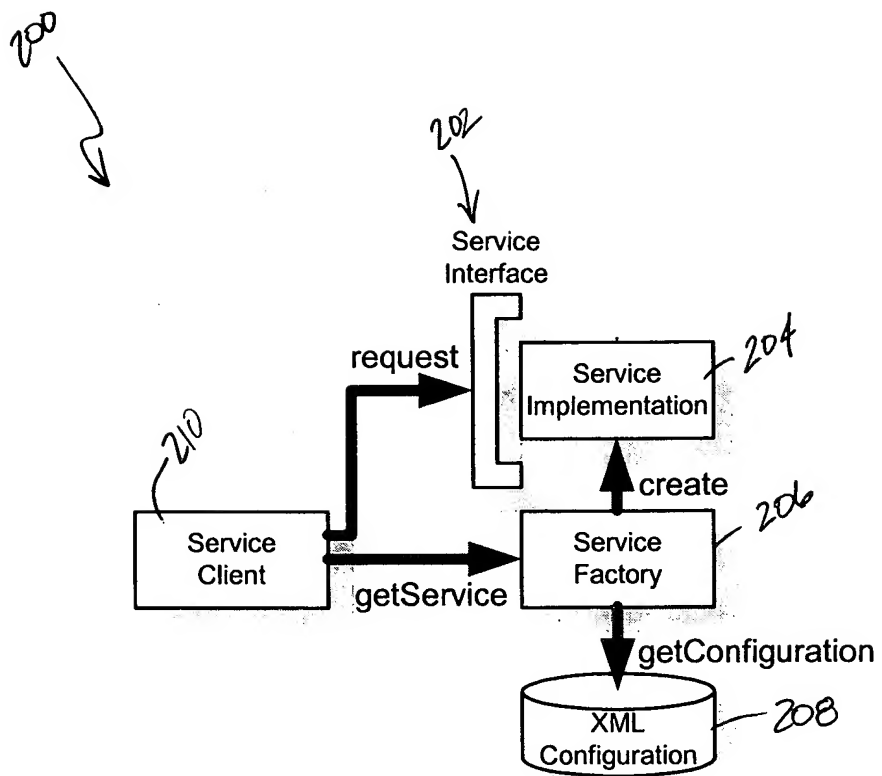 200
202
Service
Interface
request
Service
Implementation
204
210
create
Service
Client
getService
Service
Factory
206
getConfiguration
XML
Configuration
208